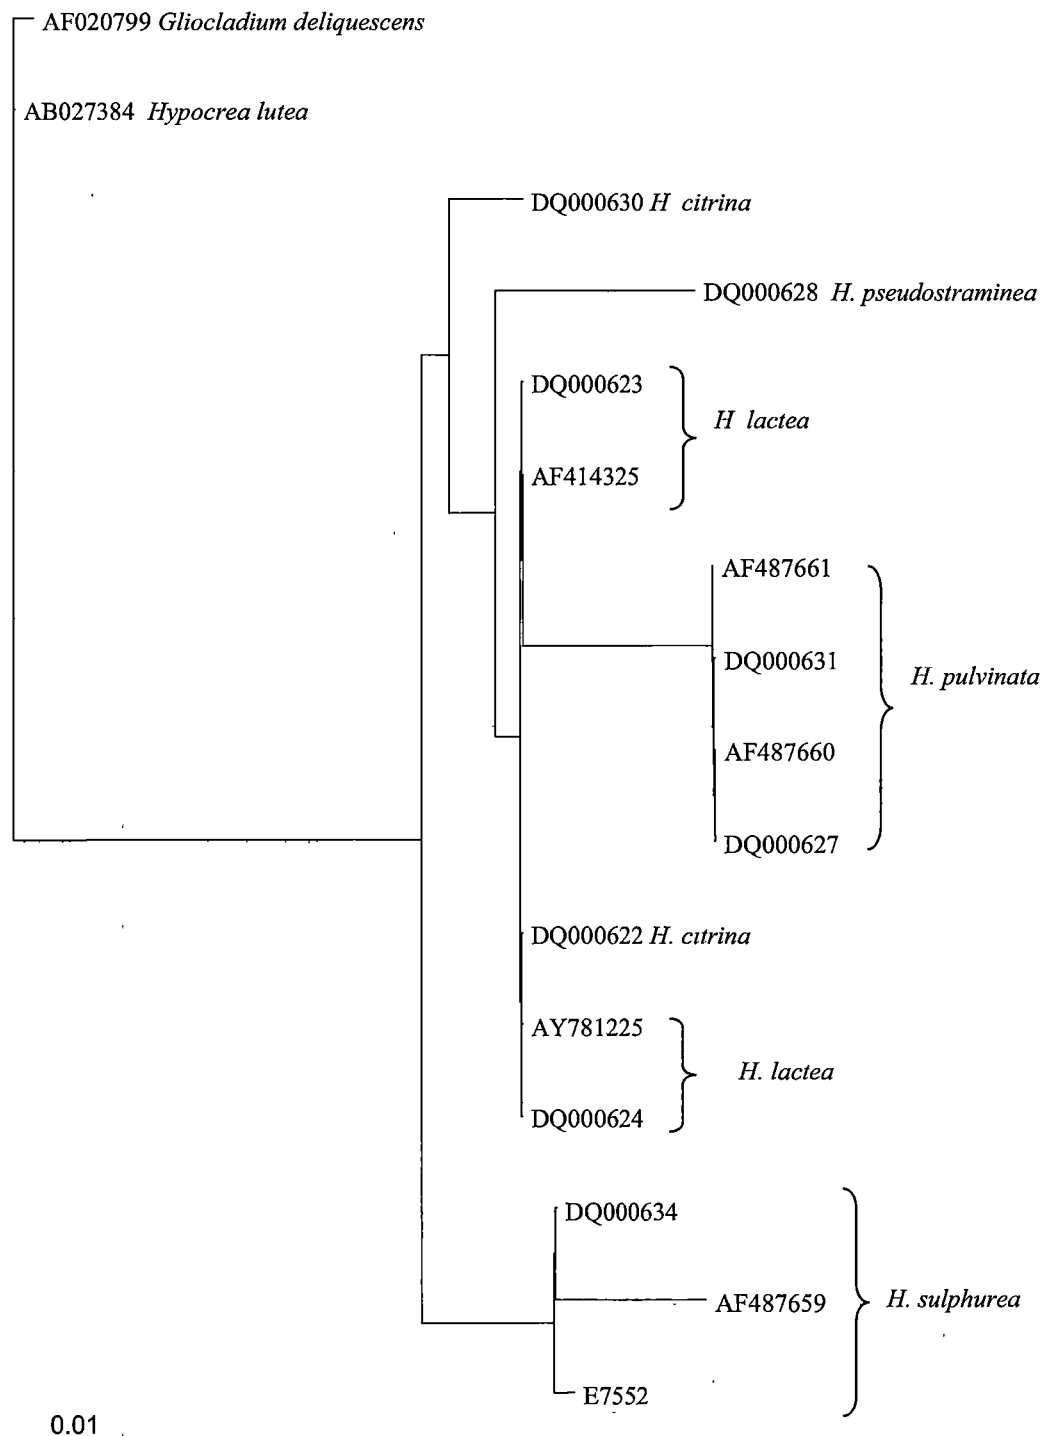 AF020799 Gliocladium deliquescens
AB027384 Hypocrea lutea
DQ000630 H citrina
DQ000628 H. pseudostraminea
DQ000623
H lactea
AF414325
AF487661
DQ000631
H. pulvinata
AF487660
DQ000627
DQ000622 H. citrina
AY781225
H. lactea
DQ000624
DQ000634
AF487659
H. sulphurea
E7552
0.01